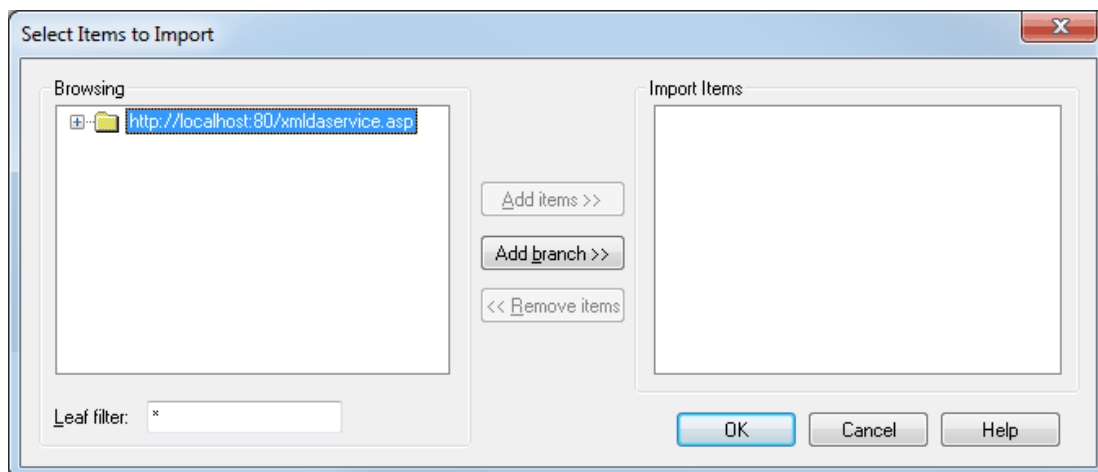 Select Items to Import
Browsing
http://localhost:80/xmldaservice.asp
Add items >>
Add branch >>
<< Remove items
Import Items
Leaf filter: *
OK Cancel Help